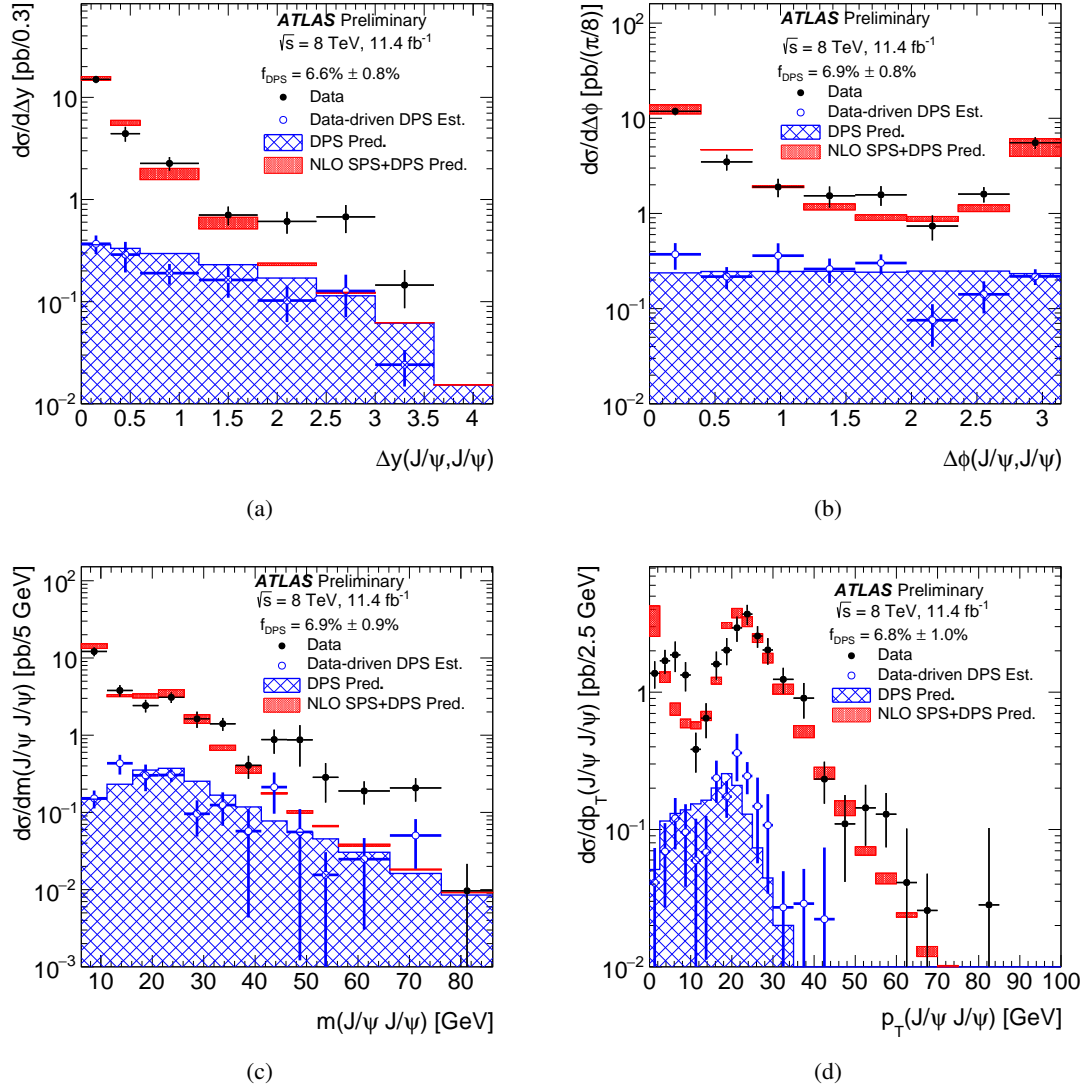 ATLAS Preliminary
√s = 8 TeV, 11.4 fb⁻¹
f_DPS = 6.6% ± 0.8%
Data
Data-driven DPS Est.
DPS Pred.
NLO SPS+DPS Pred.
dσ/dΔy [pb/0.3]
10
1
10⁻¹
10⁻²
0 0.5 1 1.5 2 2.5 3 3.5 4
Δy(J/ψ,J/ψ)
(a)
ATLAS Preliminary
√s = 8 TeV, 11.4 fb⁻¹
f_DPS = 6.9% ± 0.8%
Data
Data-driven DPS Est.
DPS Pred.
NLO SPS+DPS Pred.
dσ/dΔϕ [pb/(π/8)]
10²
10
1
10⁻¹
10⁻²
0 0.5 1 1.5 2 2.5 3
Δϕ(J/ψ,J/ψ)
(b)
ATLAS Preliminary
√s = 8 TeV, 11.4 fb⁻¹
f_DPS = 6.9% ± 0.9%
Data
Data-driven DPS Est.
DPS Pred.
NLO SPS+DPS Pred.
dσ/dm(J/ψ J/ψ) [pb/5 GeV]
10²
10
1
10⁻¹
10⁻²
10⁻³
10 20 30 40 50 60 70 80
m(J/ψ J/ψ) [GeV]
(c)
ATLAS Preliminary
√s = 8 TeV, 11.4 fb⁻¹
f_DPS = 6.8% ± 1.0%
Data
Data-driven DPS Est.
DPS Pred.
NLO SPS+DPS Pred.
dσ/dp_T(J/ψ J/ψ) [pb/2.5 GeV]
1
10⁻¹
10⁻²
0 10 20 30 40 50 60 70 80 90 100
p_T(J/ψ J/ψ) [GeV]
(d)